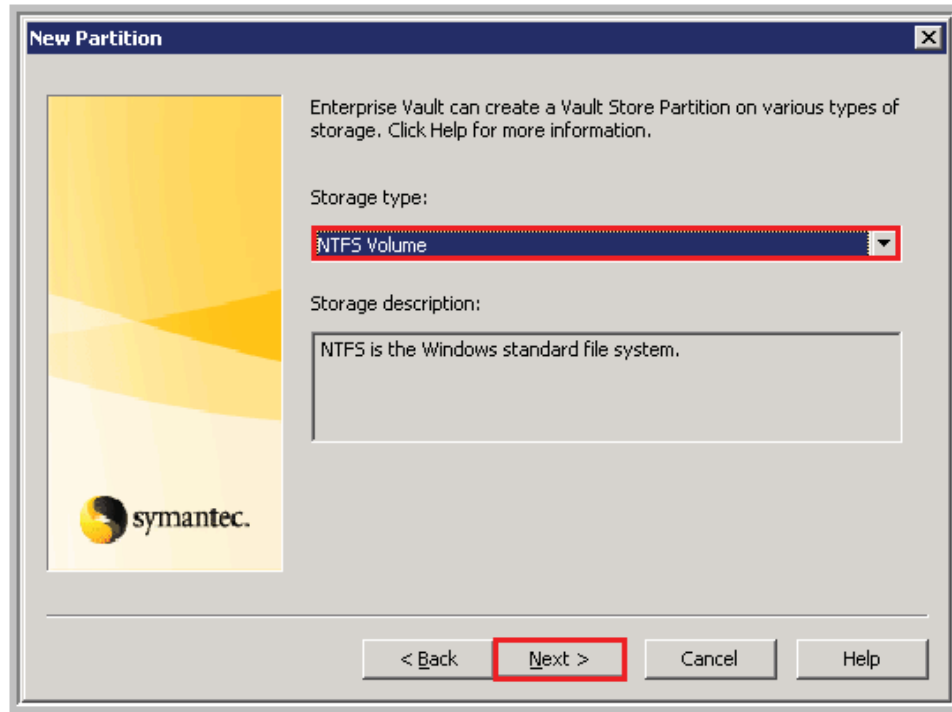 New Partition
Enterprise Vault can create a Vault Store Partition on various types of
storage. Click Help for more information.
Storage type:
NTFS Volume
Storage description:
NTFS is the Windows standard file system.
symantec.
< Back
Next >
Cancel
Help